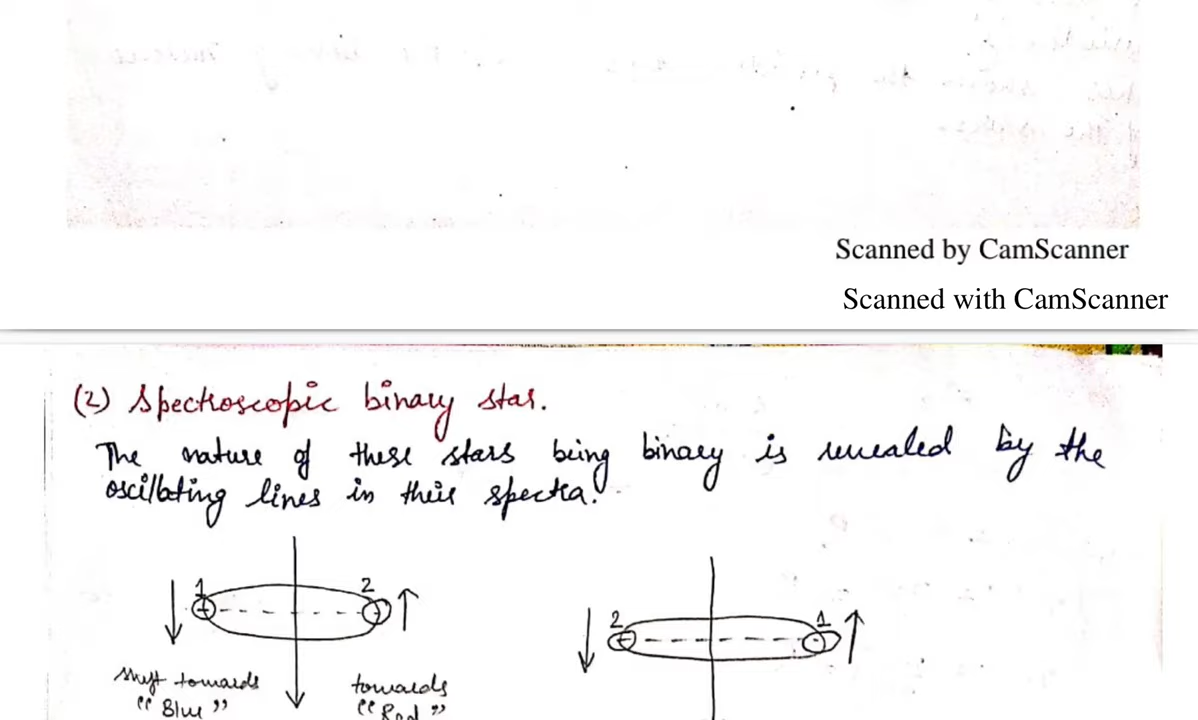 Scanned by CamScanner
Scanned with CamScanner
(2) Spectroscopic binary star.
The nature of these stars being binary is revealed by the
oscillating lines in their spectra.
1 2
2 1
shift towards towards
"Blue" "Red"